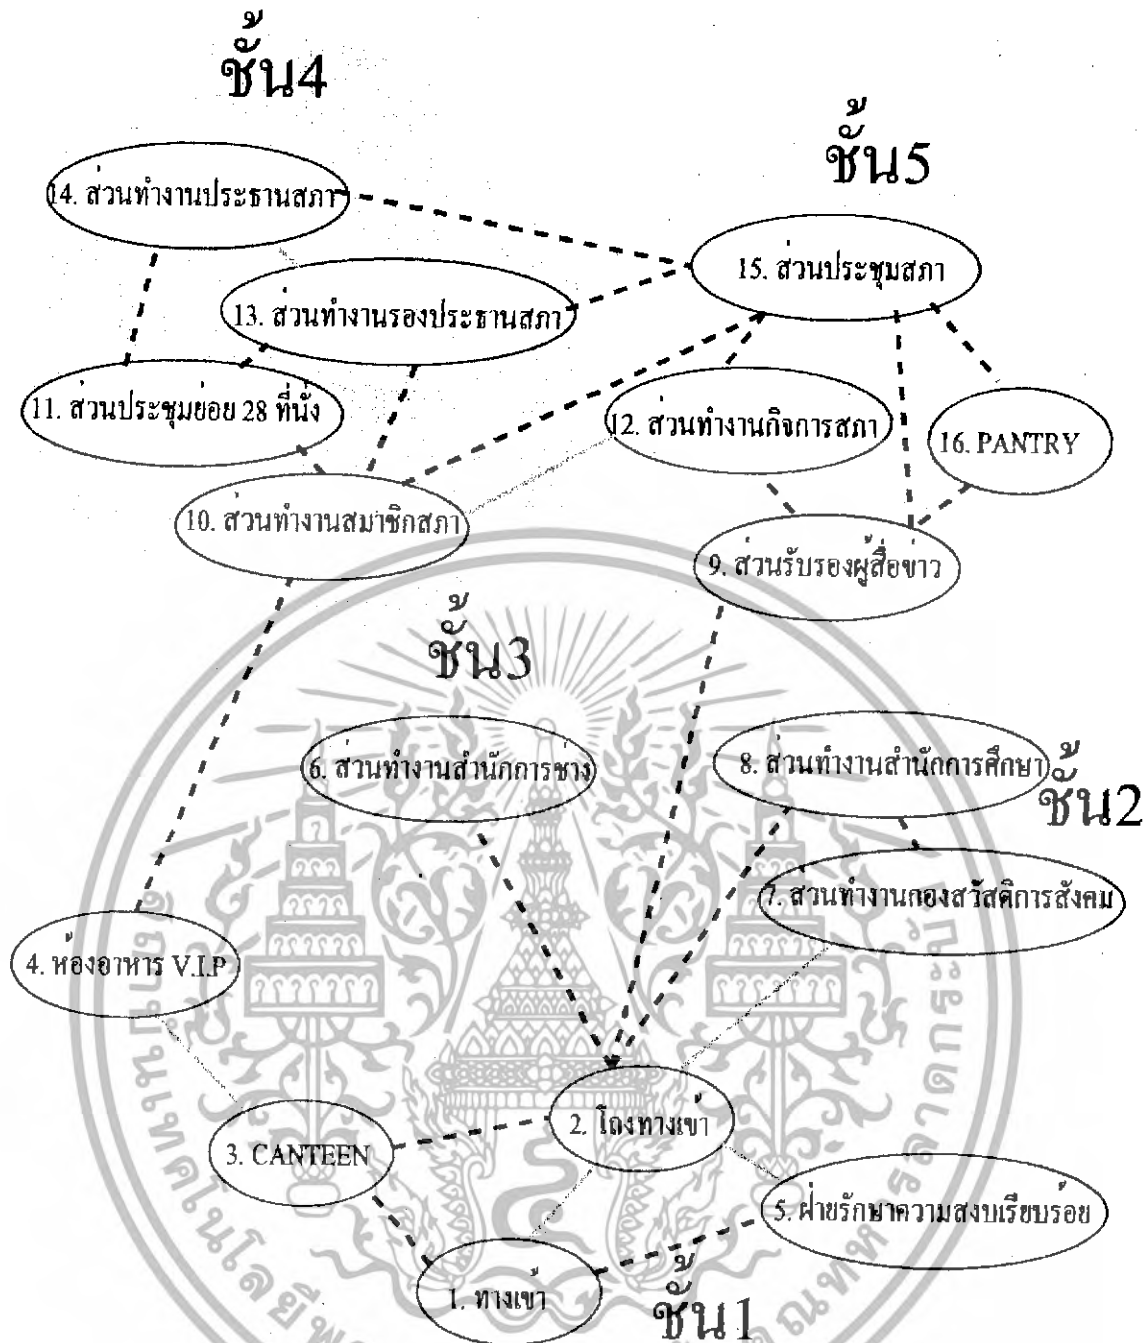 ชั้น4
ชั้น5
14. ส่วนทำงานประธานสภา
15. ส่วนประชุมสภา
13. ส่วนทำงานรองประธานสภา
11. ส่วนประชุมย่อย 28 ที่นั่ง
12. ส่วนทำงานกิจการสภา
16. PANTRY
10. ส่วนทำงานสมาชิกสภา
9. ส่วนรับรองผู้สื่อข่าว
ชั้น3
6. ส่วนทำงานสำนักการช่าง
8. ส่วนทำงานสำนักการศึกษา
ชั้น2
7. ส่วนทำงานกองสวัสดิการสังคม
4. ห้องอาหาร V.I.P
2. โถงทางเข้า
3. CANTEEN
5. ฝ่ายรักษาความสงบเรียบร้อย
1. ทางเข้า
ชั้น1